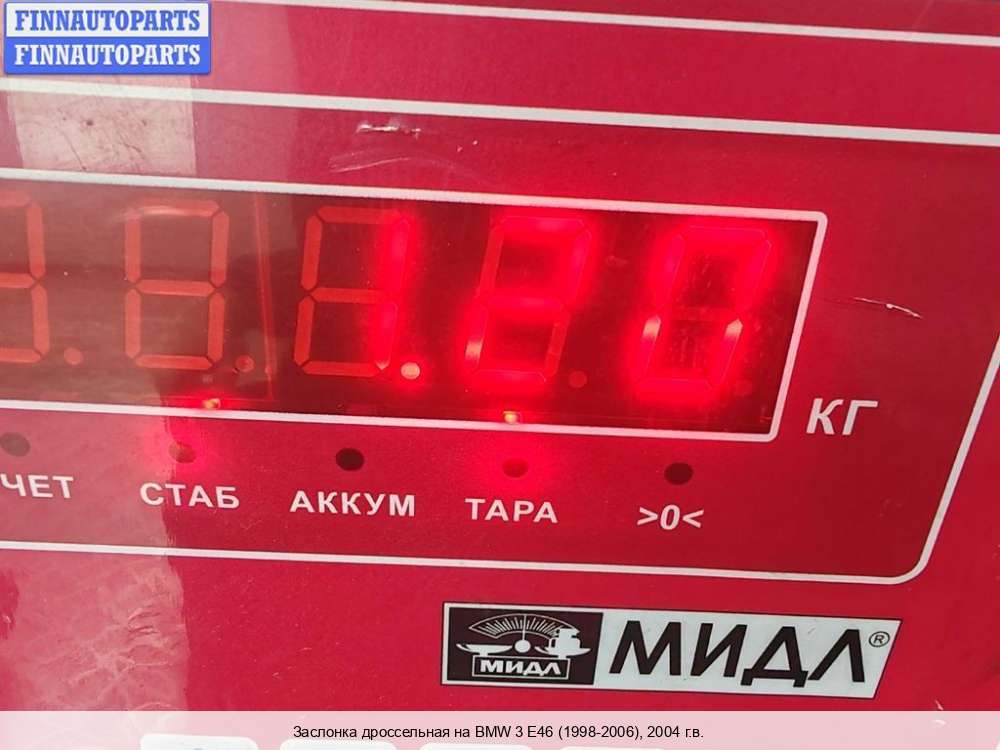 FINNAUTOPARTS
FINNAUTOPARTS
1.20
КГ
ЧЕТ СТАБ АККУМ ТАРА >0<
МИДЛ МИДЛ®
Заслонка дроссельная на BMW 3 E46 (1998-2006), 2004 г.в.